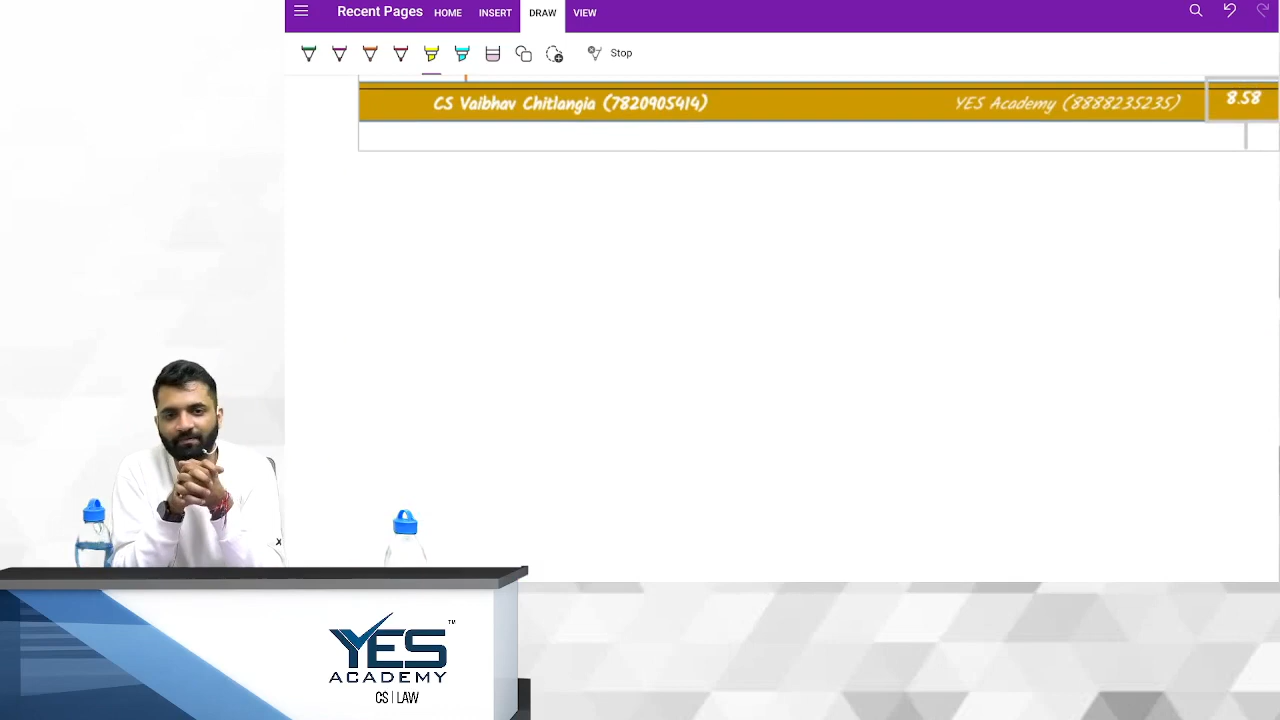 Recent Pages HOME INSERT DRAW VIEW
Stop
CS Vaibhav Chitlangia (7820905414) YES Academy (8888235235) 8.58
YES ™
ACADEMY
CS | LAW